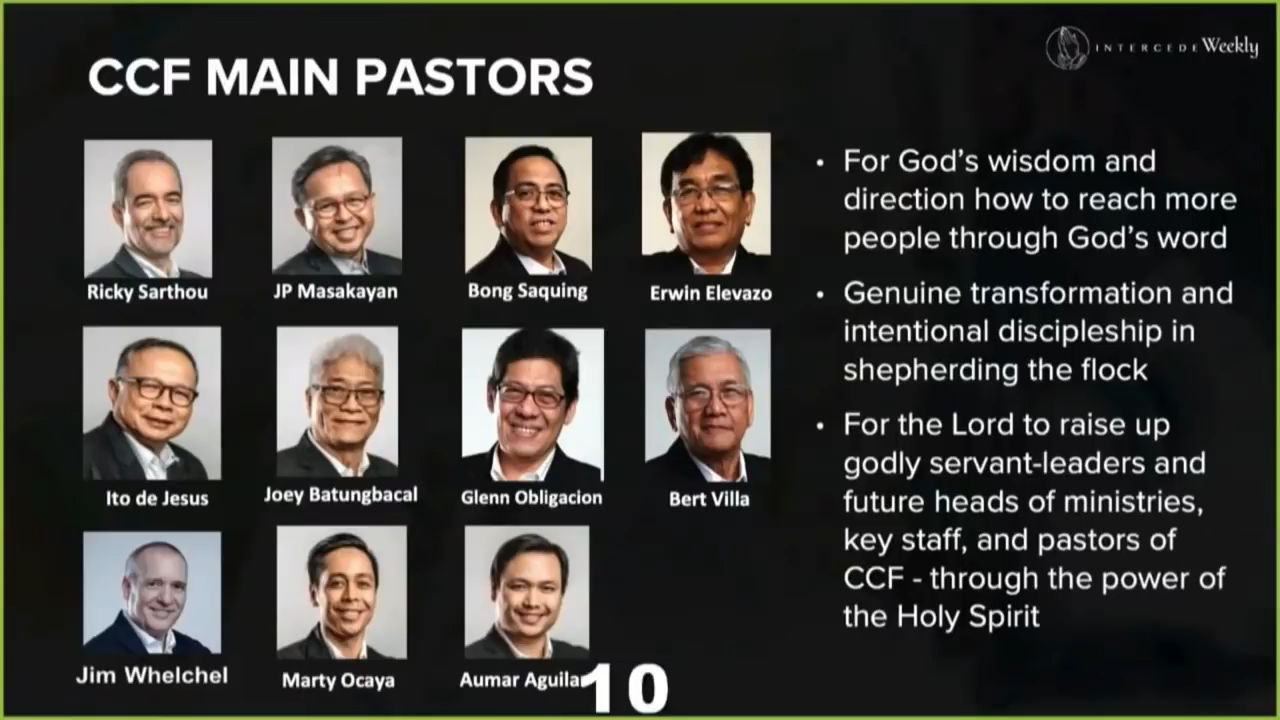 INTERCEDE Weekly
CCF MAIN PASTORS
Ricky Sarthou
JP Masakayan
Bong Saquing
Erwin Elevazo
Ito de Jesus
Joey Batungbacal
Glenn Obligacion
Bert Villa
Jim Whelchel
Marty Ocaya
Aumar Aguila
10
• For God's wisdom and
direction how to reach more
people through God's word
• Genuine transformation and
intentional discipleship in
shepherding the flock
• For the Lord to raise up
godly servant-leaders and
future heads of ministries,
key staff, and pastors of
CCF - through the power of
the Holy Spirit